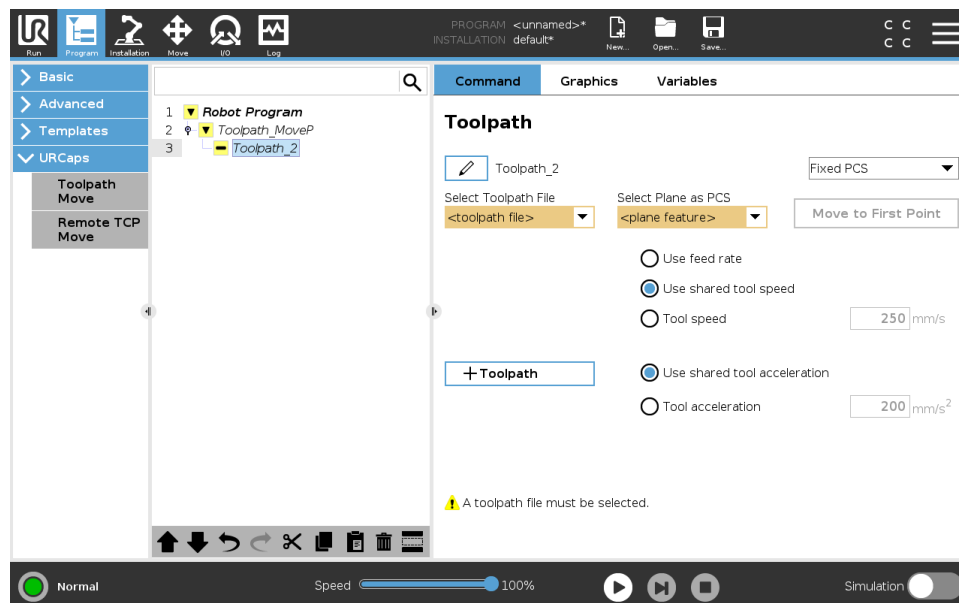 PROGRAM <unnamed>*
INSTALLATION default*
UR
Run
Program
Installation
Move
I/O
Log
New...
Open...
Save...
C C
C C
Basic
Advanced
Templates
URCaps
Toolpath
Move
Remote TCP
Move
1 Robot Program
2 Toolpath_MoveP
3 Toolpath_2
Command Graphics Variables
Toolpath
Toolpath_2
Fixed PCS
Select Toolpath File
<toolpath file>
Select Plane as PCS
<plane feature>
Move to First Point
Use feed rate
Use shared tool speed
Tool speed 250 mm/s
+Toolpath
Use shared tool acceleration
Tool acceleration 200 mm/s²
A toolpath file must be selected.
Normal
Speed 100%
Simulation